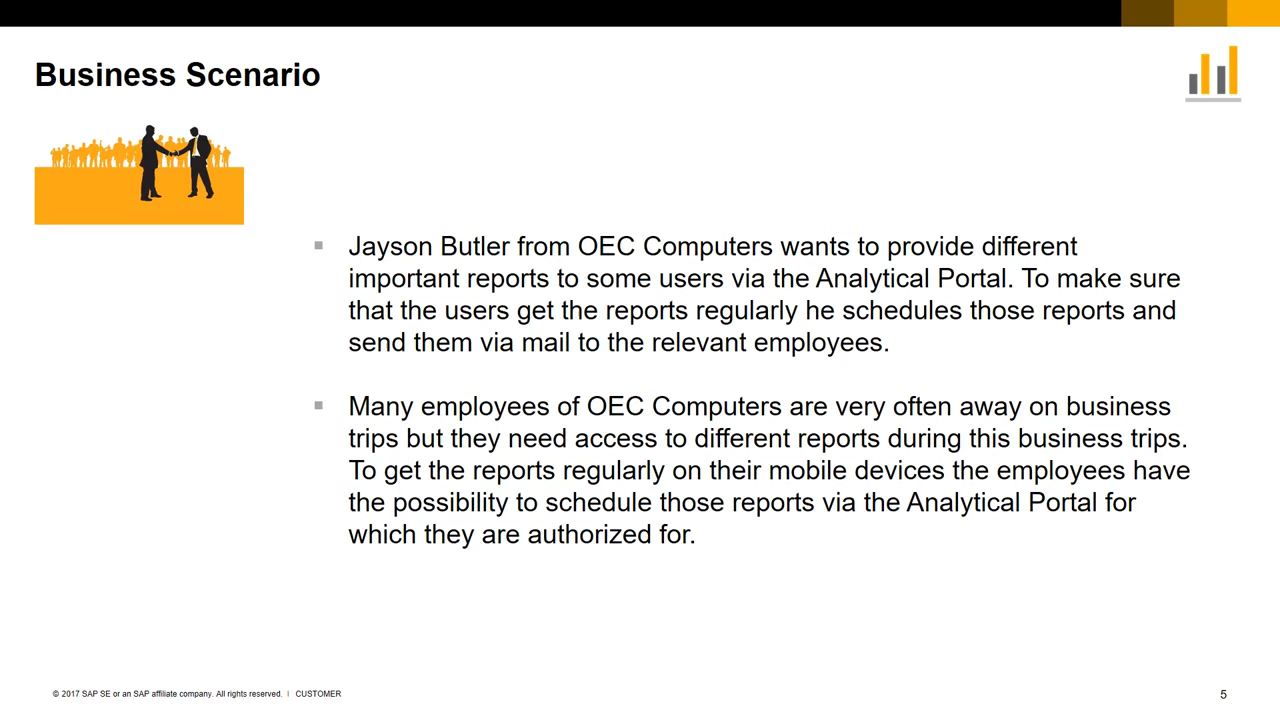 Business Scenario
Jayson Butler from OEC Computers wants to provide different
important reports to some users via the Analytical Portal. To make sure
that the users get the reports regularly he schedules those reports and
send them via mail to the relevant employees.
Many employees of OEC Computers are very often away on business
trips but they need access to different reports during this business trips.
To get the reports regularly on their mobile devices the employees have
the possibility to schedule those reports via the Analytical Portal for
which they are authorized for.
© 2017 SAP SE or an SAP affiliate company. All rights reserved. | CUSTOMER
5